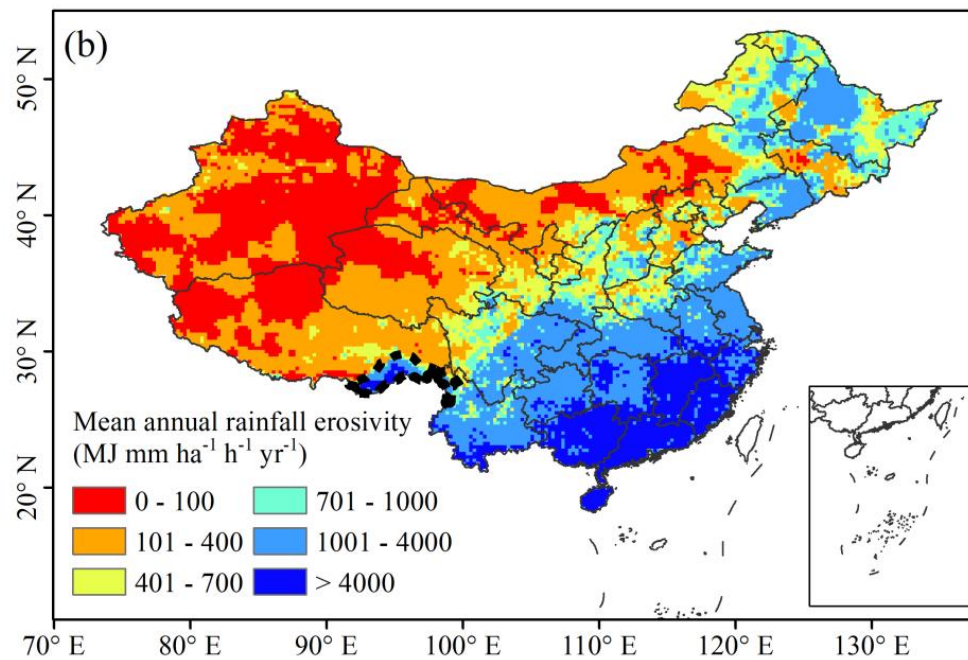 (b)
50° N
40° N
30° N
20° N
Mean annual rainfall erosivity
(MJ mm ha⁻¹ h⁻¹ yr⁻¹)
0 - 100
701 - 1000
101 - 400
1001 - 4000
401 - 700
> 4000
70° E
80° E
90° E
100° E
110° E
120° E
130° E